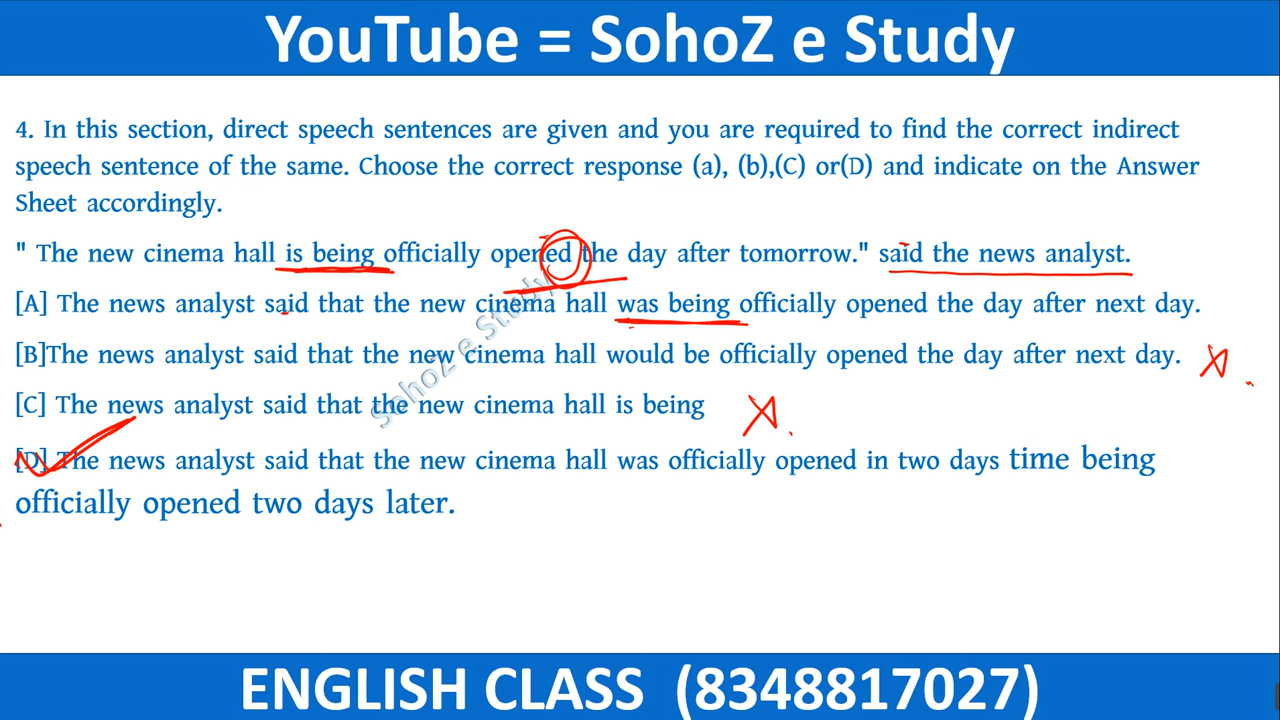 YouTube = SohoZ e Study
4. In this section, direct speech sentences are given and you are required to find the correct indirect
speech sentence of the same. Choose the correct response (a), (b),(C) or(D) and indicate on the Answer
Sheet accordingly.
" The new cinema hall is being officially opened the day after tomorrow." said the news analyst.
[A] The news analyst said that the new cinema hall was being officially opened the day after next day.
[B]The news analyst said that the new cinema hall would be officially opened the day after next day.
[C] The news analyst said that the new cinema hall is being
[D] The news analyst said that the new cinema hall was officially opened in two days time being
officially opened two days later.
SohoZ e Study
ENGLISH CLASS (8348817027)